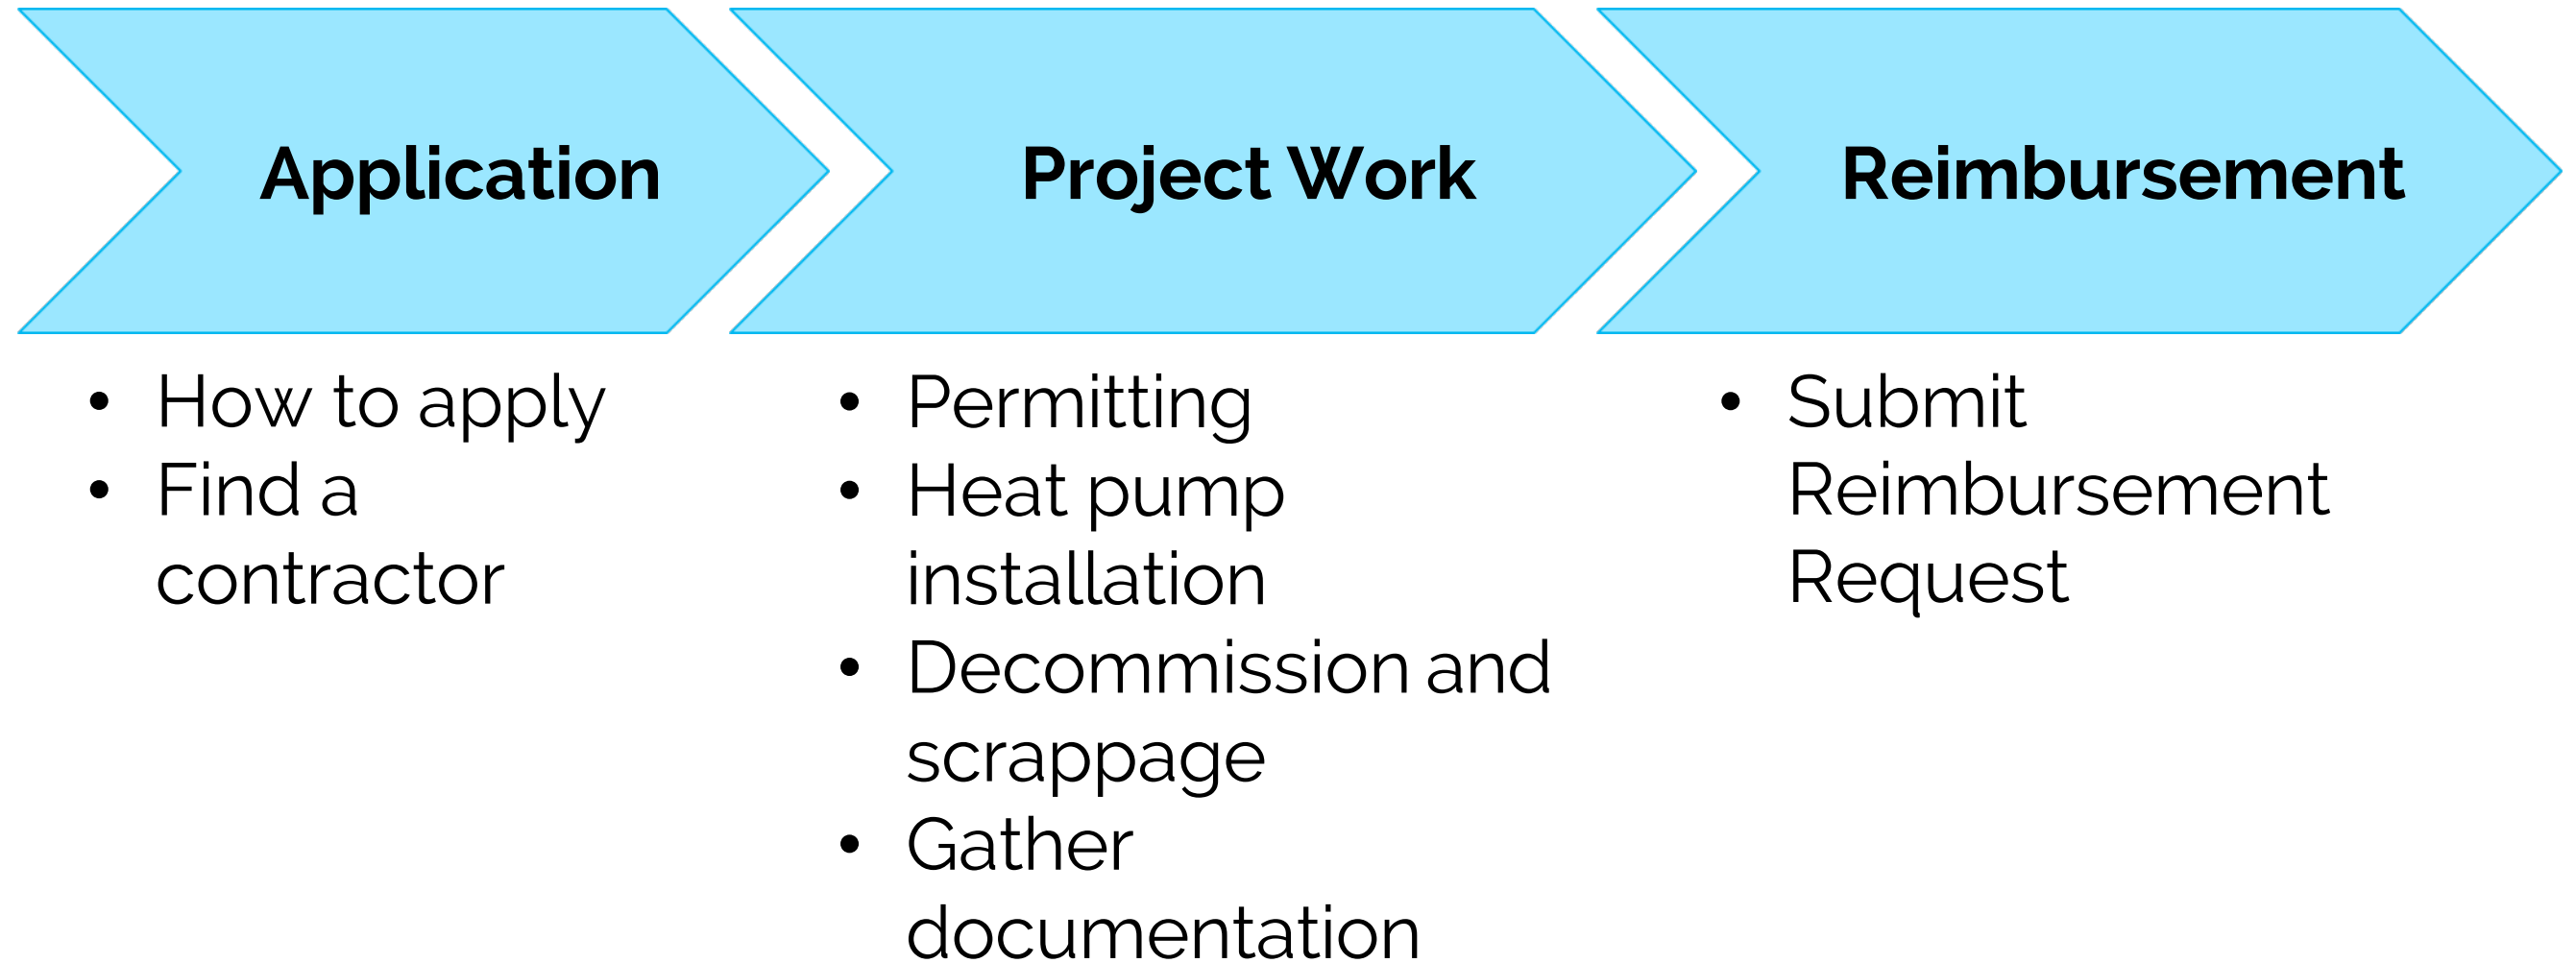 Application
Project Work
Reimbursement
• How to apply
• Find a
contractor
• Permitting
• Heat pump
installation
• Decommission and
scrappage
• Gather
documentation
• Submit
Reimbursement
Request